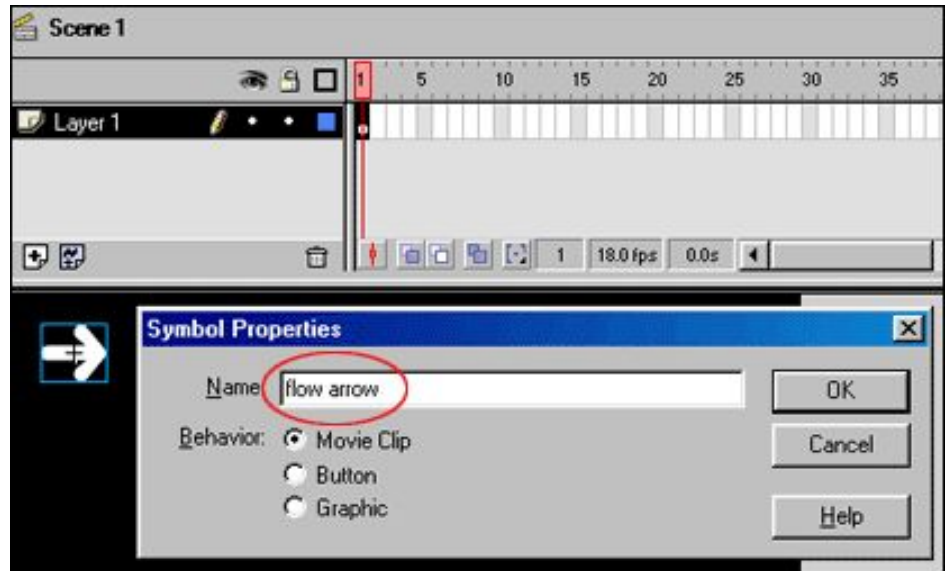 Scene 1
1 5 10 15 20 25 30 35
Layer 1
1 18.0 fps 0.0s
Symbol Properties
Name flow arrow OK
Behavior: Movie Clip Cancel
Button
Graphic Help